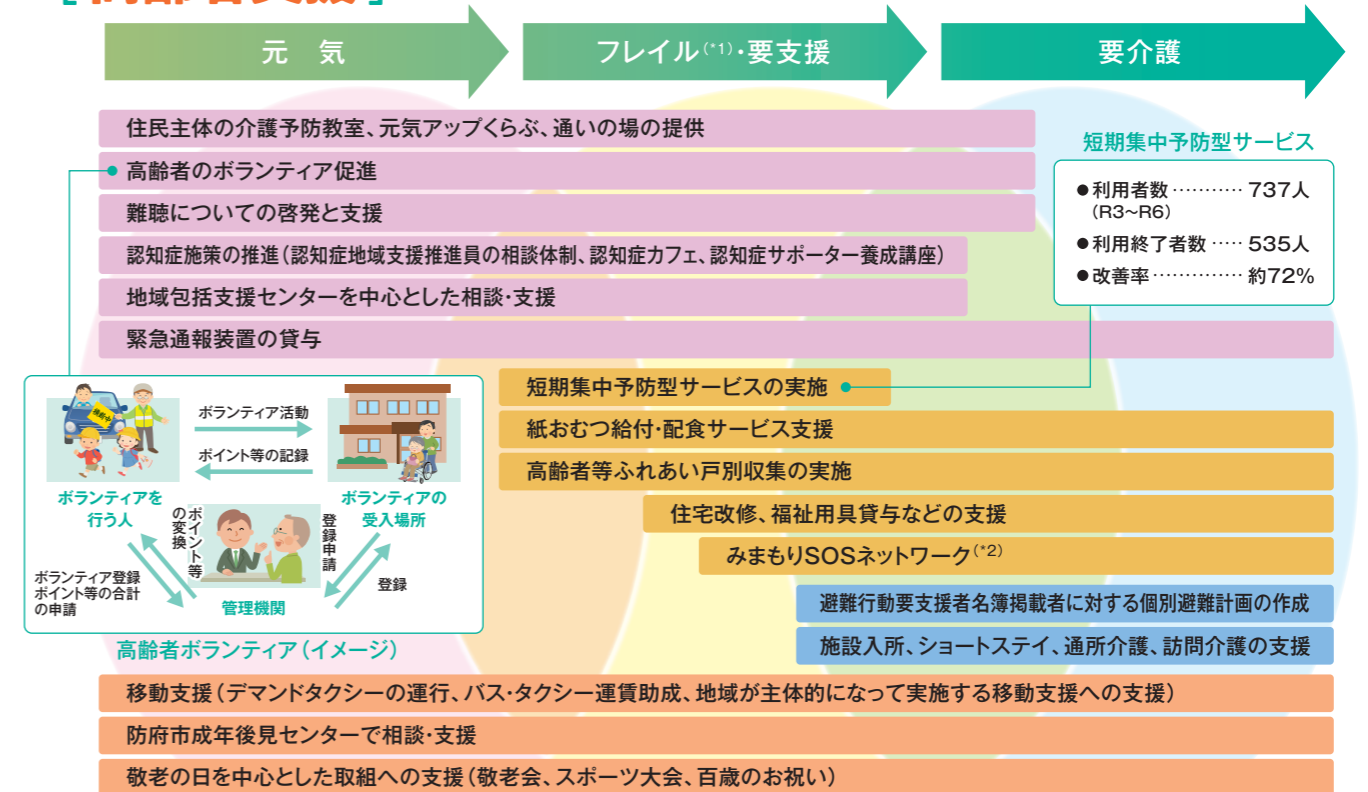 元 気
フレイル(*1)・要支援
要介護
住民主体の介護予防教室、元気アップくらぶ、通いの場の提供
高齢者のボランティア促進
難聴についての啓発と支援
認知症施策の推進(認知症地域支援推進員の相談体制、認知症カフェ、認知症サポーター養成講座)
地域包括支援センターを中心とした相談・支援
緊急通報装置の貸与
短期集中予防型サービス
●利用者数 ………… 737人
(R3~R6)
●利用終了者数 ‥‥‥ 535人
●改善率 …………… 約72%
短期集中予防型サービスの実施
紙おむつ給付・配食サービス支援
高齢者等ふれあい戸別収集の実施
住宅改修、福祉用具貸与などの支援
みまもりSOSネットワーク(*2)
避難行動要支援者名簿掲載者に対する個別避難計画の作成
施設入所、ショートステイ、通所介護、訪問介護の支援
ボランティア活動
ポイント等の記録
ボランティアを
行う人
ボランティアの
受入場所
ポイント等
の変換
登録申請
ボランティア登録
ポイント等の合計
の申請
登録
管理機関
高齢者ボランティア(イメージ)
移動支援(デマンドタクシーの運行、バス・タクシー運賃助成、地域が主体的になって実施する移動支援への支援)
防府市成年後見センターで相談・支援
敬老の日を中心とした取組への支援(敬老会、スポーツ大会、百歳のお祝い)